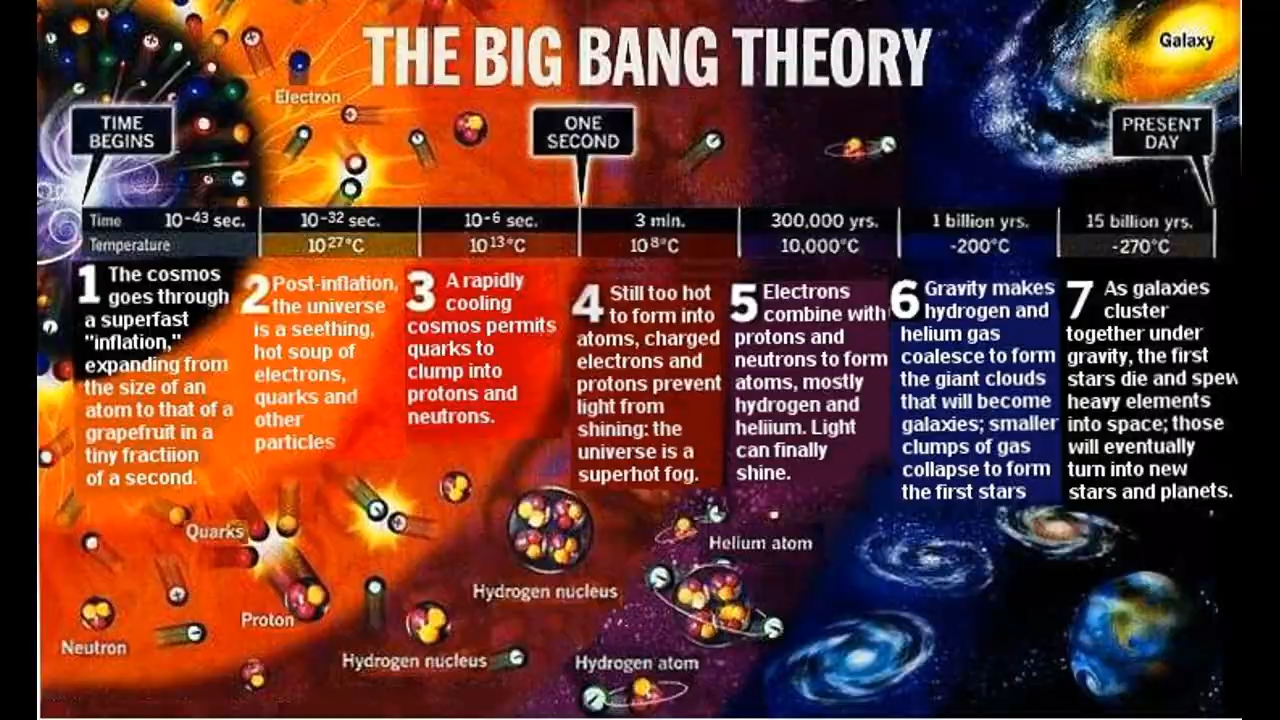 THE BIG BANG THEORY
Galaxy
Electron
TIME
BEGINS
ONE
SECOND
PRESENT
DAY
Time 10-43 sec. 10-32 sec. 10-6 sec. 3 min. 300,000 yrs. 1 billion yrs. 15 billion yrs.
Temperature 10 27°C 10 13°C 10 8°C 10,000°C -200°C -270°C
1 The cosmos
goes through
a superfast
"inflation,"
expanding from
the size of an
atom to that of a
grapefruit in a
tiny fractiion
of a second.
2 Post-inflation,
the universe
is a seething,
hot soup of
electrons,
quarks and
other
particles
3 A rapidly
cooling
cosmos permits
quarks to
clump into
protons and
neutrons.
4 Still too hot
to form into
atoms, charged
electrons and
protons prevent
light from
shining: the
universe is a
superhot fog.
5 Electrons
combine with
protons and
neutrons to form
atoms, mostly
hydrogen and
heliium. Light
can finally
shine.
6 Gravity makes
hydrogen and
helium gas
coalesce to form
the giant clouds
that will become
galaxies; smaller
clumps of gas
collapse to form
the first stars
7 As galaxies
cluster
together under
gravity, the first
stars die and spew
heavy elements
into space; those
will eventually
turn into new
stars and planets.
Quarks
Helium atom
Hydrogen nucleus
Proton
Neutron
Hydrogen nucleus
Hydrogen atom